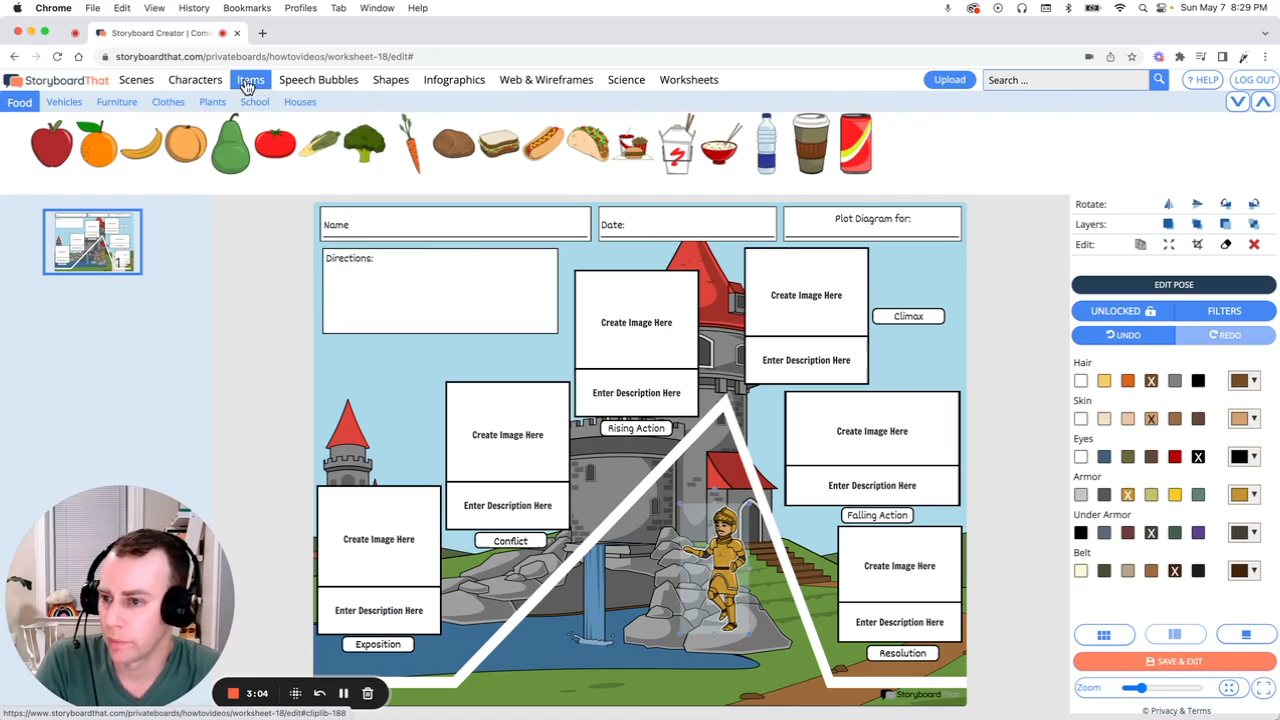 Chrome File Edit View History Bookmarks Profiles Tab Window Help Sun May 7 8:29 PM
Storyboard Creator | Comi
storyboardthat.com/privateboards/howtovideos/worksheet-18/edit#
StoryboardThat Scenes Characters Items Speech Bubbles Shapes Infographics Web & Wireframes Science Worksheets Upload Search ... ? HELP LOG OUT
Food Vehicles Furniture Clothes Plants School Houses
Name
Date:
Plot Diagram for:
Directions:
Create Image Here
Enter Description Here
Climax
Create Image Here
Enter Description Here
Rising Action
Create Image Here
Enter Description Here
Conflict
Create Image Here
Enter Description Here
Falling Action
Create Image Here
Enter Description Here
Exposition
Create Image Here
Enter Description Here
Resolution
Storyboard That
1
Rotate:
Layers:
Edit:
EDIT POSE
UNLOCKED FILTERS
UNDO REDO
Hair
X
Skin
X
Eyes
X
Armor
X
Under Armor
X
Belt
X
SAVE & EXIT
Zoom
© Privacy & Terms
3:04
https://www.storyboardthat.com/privateboards/howtovideos/worksheet-18/edit#cliplib-188